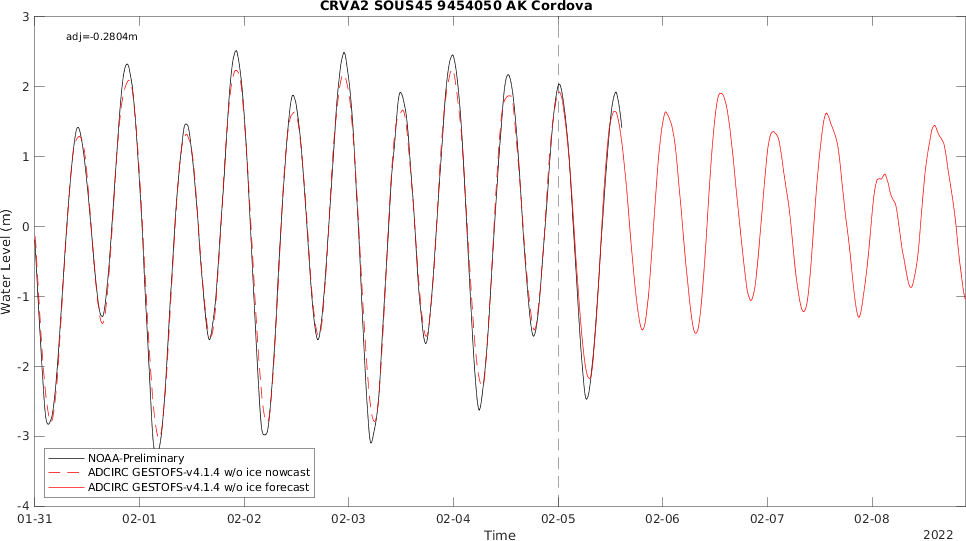 CRVA2 SOUS45 9454050 AK Cordova
adj=-0.2804m
3
2
1
0
-1
-2
-3
-4
Water Level (m)
NOAA-Preliminary
ADCIRC GESTOFS-v4.1.4 w/o ice nowcast
ADCIRC GESTOFS-v4.1.4 w/o ice forecast
01-31 02-01 02-02 02-03 02-04 02-05 02-06 02-07 02-08
Time
2022